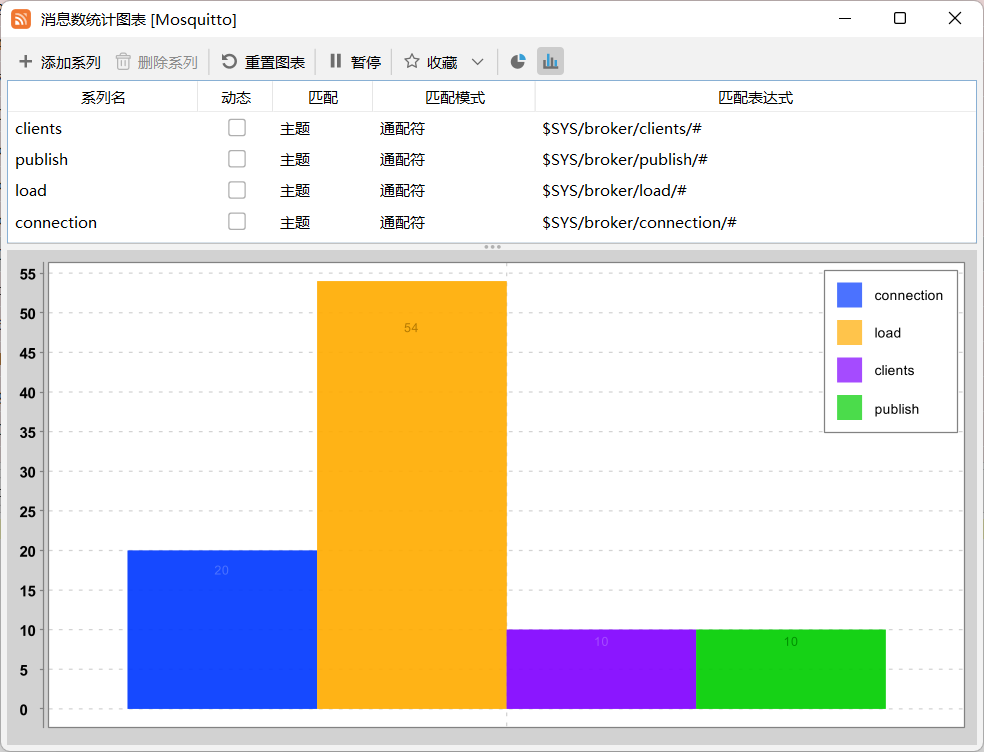 消息数统计图表 [Mosquitto]
添加系列 删除系列 重置图表 暂停 收藏
系列名 动态 匹配 匹配模式 匹配表达式
clients 主题 通配符 $SYS/broker/clients/#
publish 主题 通配符 $SYS/broker/publish/#
load 主题 通配符 $SYS/broker/load/#
connection 主题 通配符 $SYS/broker/connection/#
55
50
45
40
35
30
25
20
15
10
5
0
20
54
10
10
connection
load
clients
publish